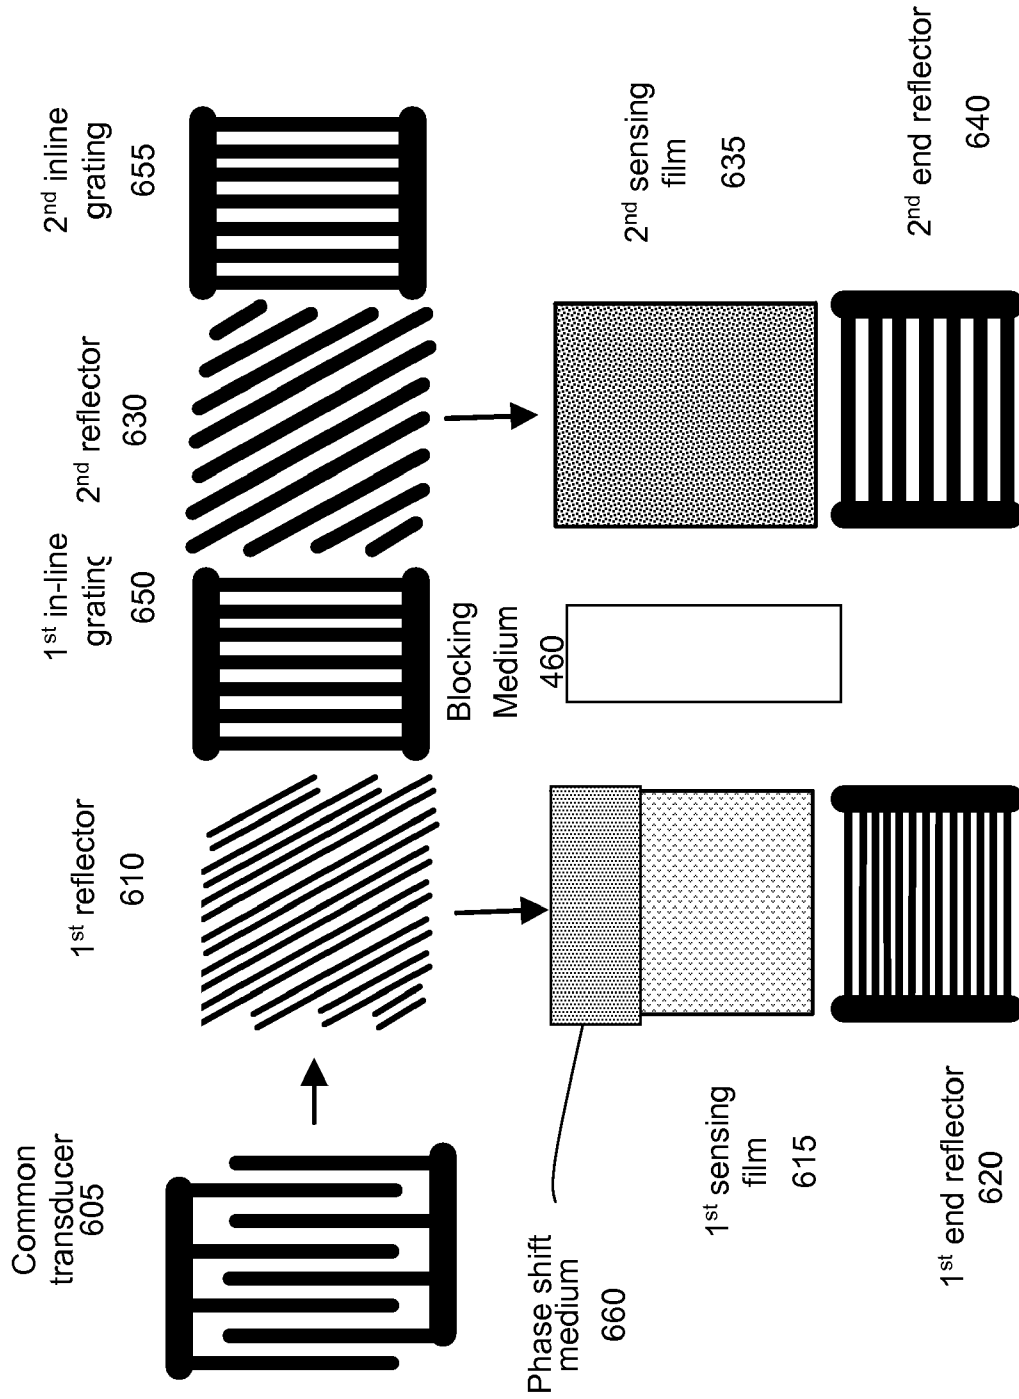 Common
transducer
605
1st reflector
610
1st in-line
grating
650
2nd reflector
630
2nd inline
grating
655
Phase shift
medium
660
Blocking
Medium
460
1st sensing
film
615
2nd sensing
film
635
1st end reflector
620
2nd end reflector
640